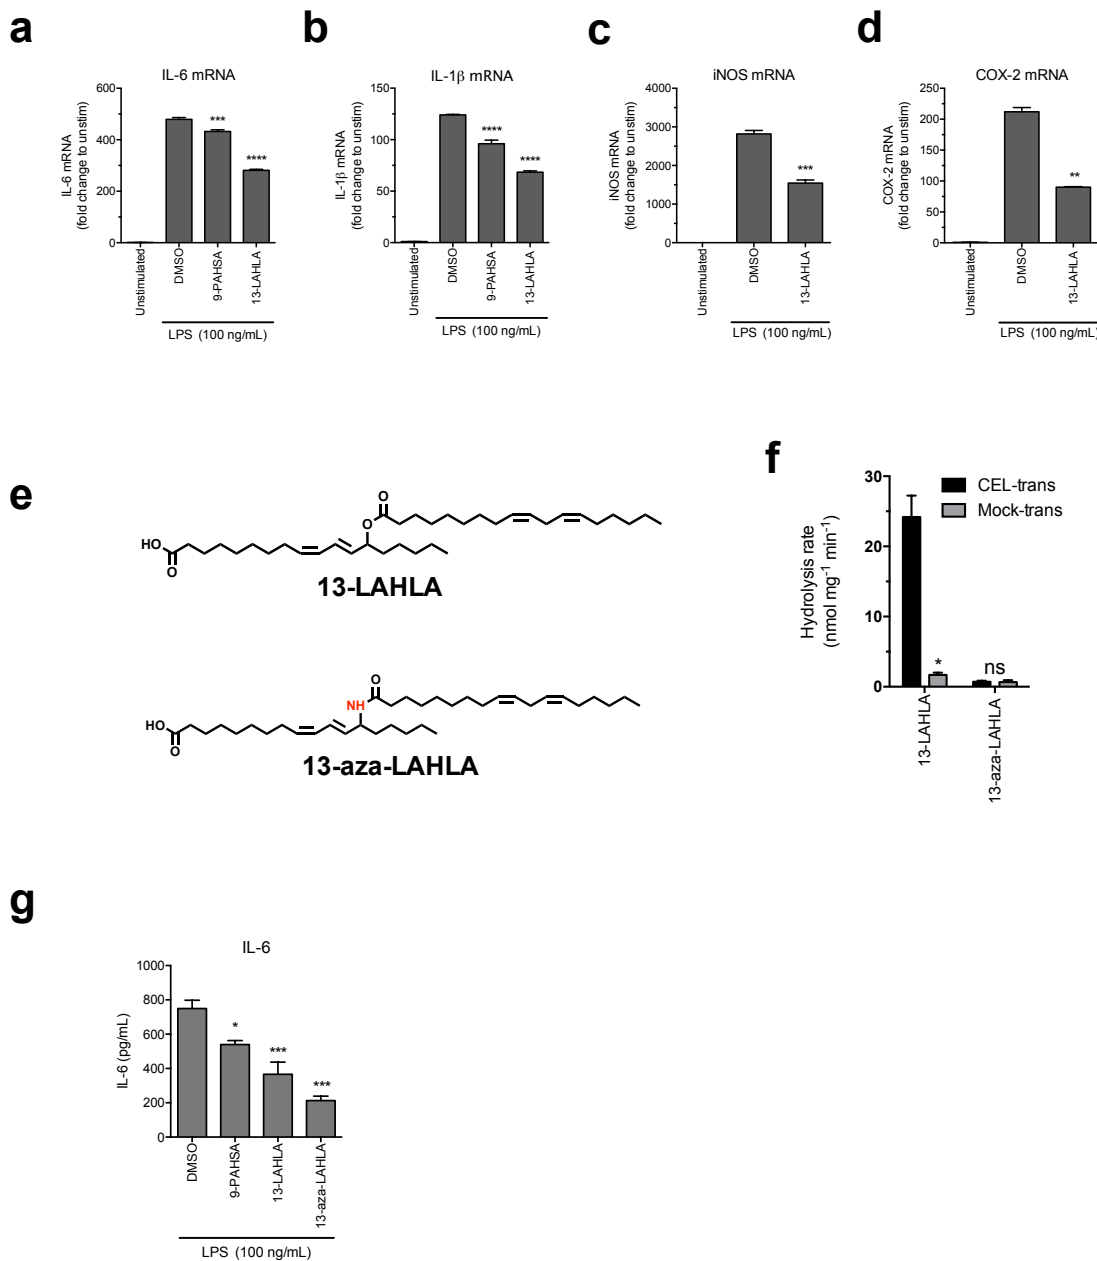 a
IL-6 mRNA
IL-6 mRNA
(fold change to unstim)
600
400
200
0
***
****
Unstimulated
DMSO
9-PAHSA
13-LAHLA
LPS (100 ng/mL)
b
IL-1β mRNA
IL-1β mRNA
(fold change to unstim)
150
100
50
0
****
****
Unstimulated
DMSO
9-PAHSA
13-LAHLA
LPS (100 ng/mL)
c
iNOS mRNA
iNOS mRNA
(fold change to unstim)
4000
3000
2000
1000
0
***
Unstimulated
DMSO
13-LAHLA
LPS (100 ng/mL)
d
COX-2 mRNA
COX-2 mRNA
(fold change to unstim)
250
200
150
100
50
0
**
Unstimulated
DMSO
13-LAHLA
LPS (100 ng/mL)
e
O
O
HO
O
13-LAHLA
O
NH
HO
O
13-aza-LAHLA
f
Hydrolysis rate
(nmol mg⁻¹ min⁻¹)
30
20
10
0
CEL-trans
Mock-trans
*
ns
13-LAHLA
13-aza-LAHLA
g
IL-6
IL-6 (pg/mL)
1000
800
600
400
200
0
*
***
***
DMSO
9-PAHSA
13-LAHLA
13-aza-LAHLA
LPS (100 ng/mL)